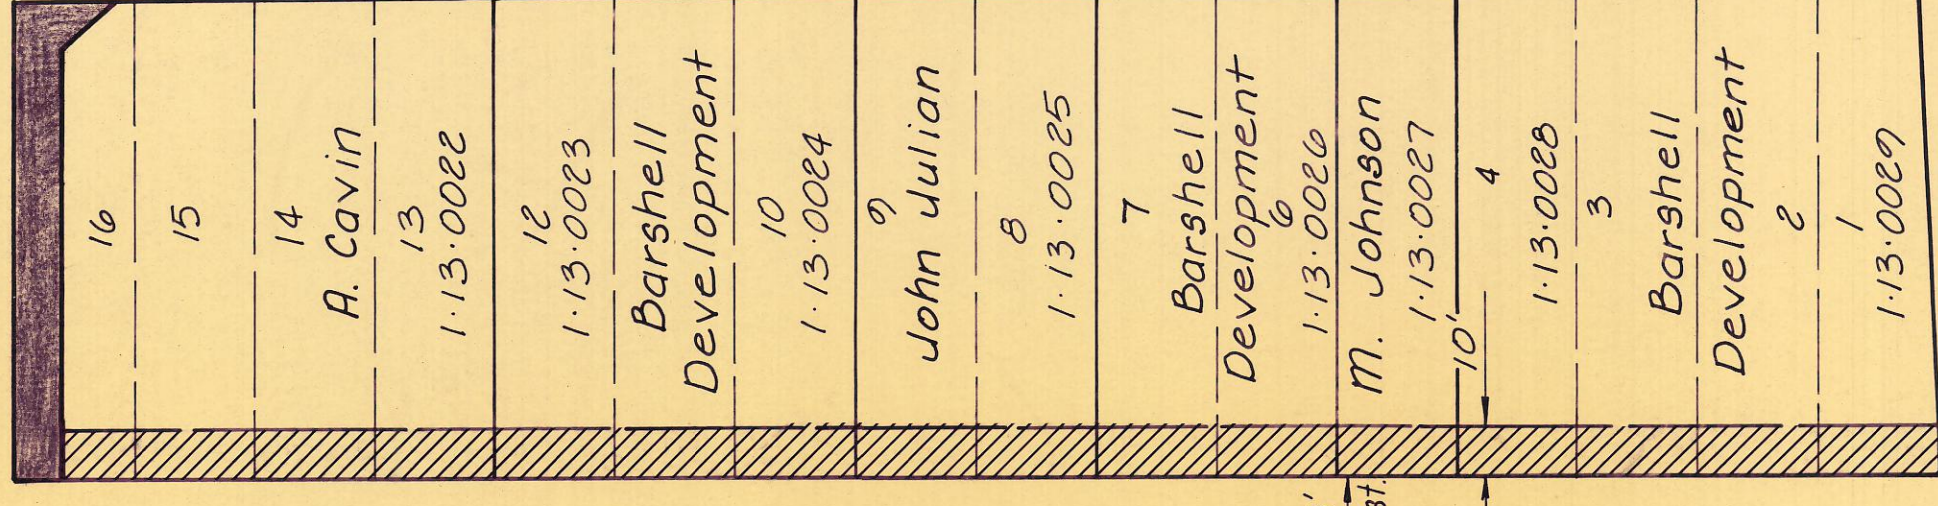 16
15
14
A. Cavin
13
1·13·0022
12
1·13·0023
Barshell
Development
10
1·13·0024
9
John Julian
8
1·13·0025
7
Barshell
Development
6
1·13·0026
M. Johnson
1·13·0027
10'
4
1·13·0028
3
Barshell
Development
2
1
1·13·0029